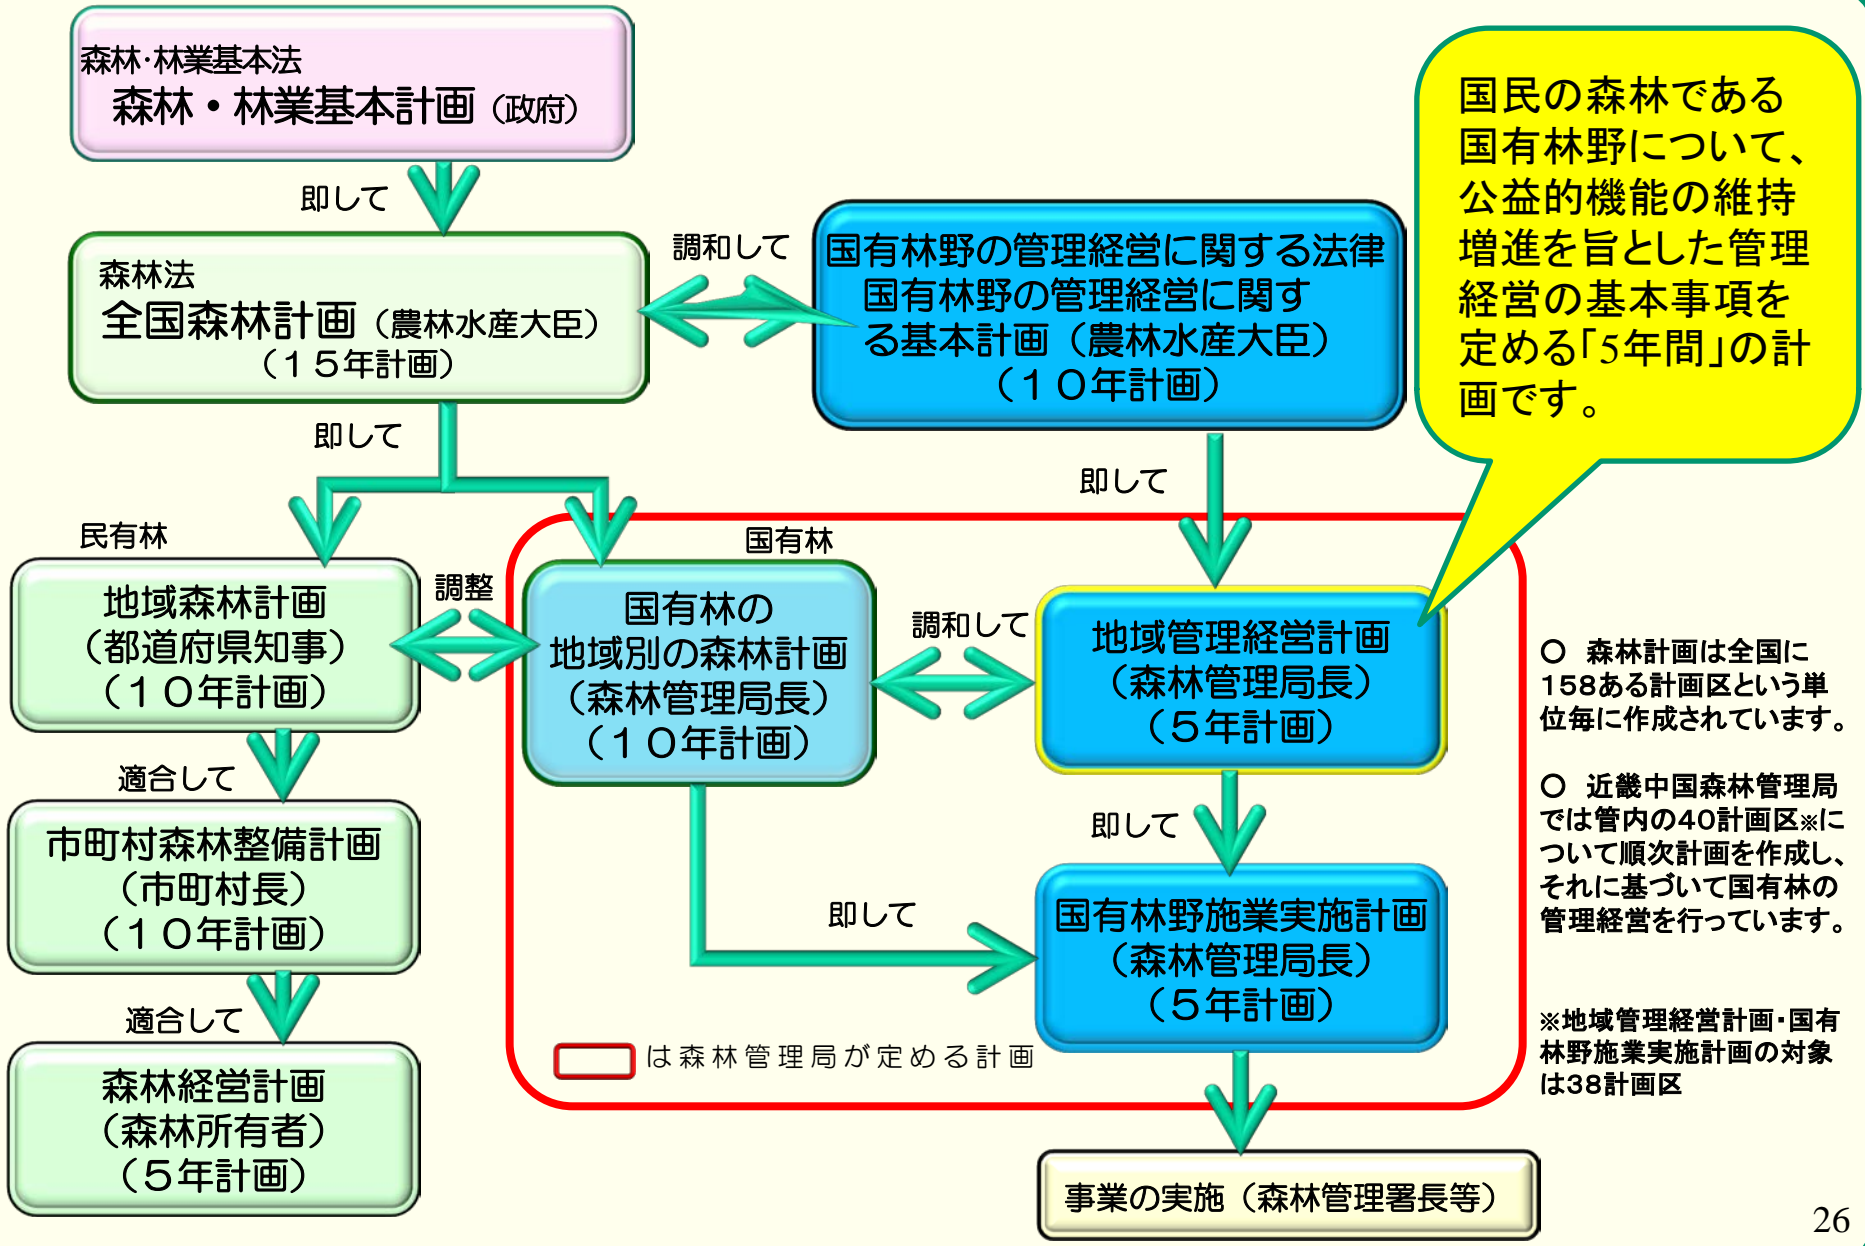 森林・林業基本法
森林・林業基本計画（政府）
即して
森林法
全国森林計画（農林水産大臣）
（１５年計画）
調和して
国有林野の管理経営に関する法律
国有林野の管理経営に関す
る基本計画（農林水産大臣）
（１０年計画）
国民の森林である
国有林野について、
公益的機能の維持
増進を旨とした管理
経営の基本事項を
定める「5年間」の計
画です。
即して
即して
民有林
国有林
地域森林計画
（都道府県知事）
（１０年計画）
調整
国有林の
地域別の森林計画
（森林管理局長）
（１０年計画）
調和して
地域管理経営計画
（森林管理局長）
（５年計画）
適合して
市町村森林整備計画
（市町村長）
（１０年計画）
即して
即して
国有林野施業実施計画
（森林管理局長）
（５年計画）
適合して
森林経営計画
（森林所有者）
（５年計画）
は森林管理局が定める計画
事業の実施（森林管理署長等）
○ 森林計画は全国に
158ある計画区という単
位毎に作成されています。
○ 近畿中国森林管理局
では管内の40計画区※に
ついて順次計画を作成し、
それに基づいて国有林の
管理経営を行っています。
※地域管理経営計画・国有
林野施業実施計画の対象
は38計画区
26